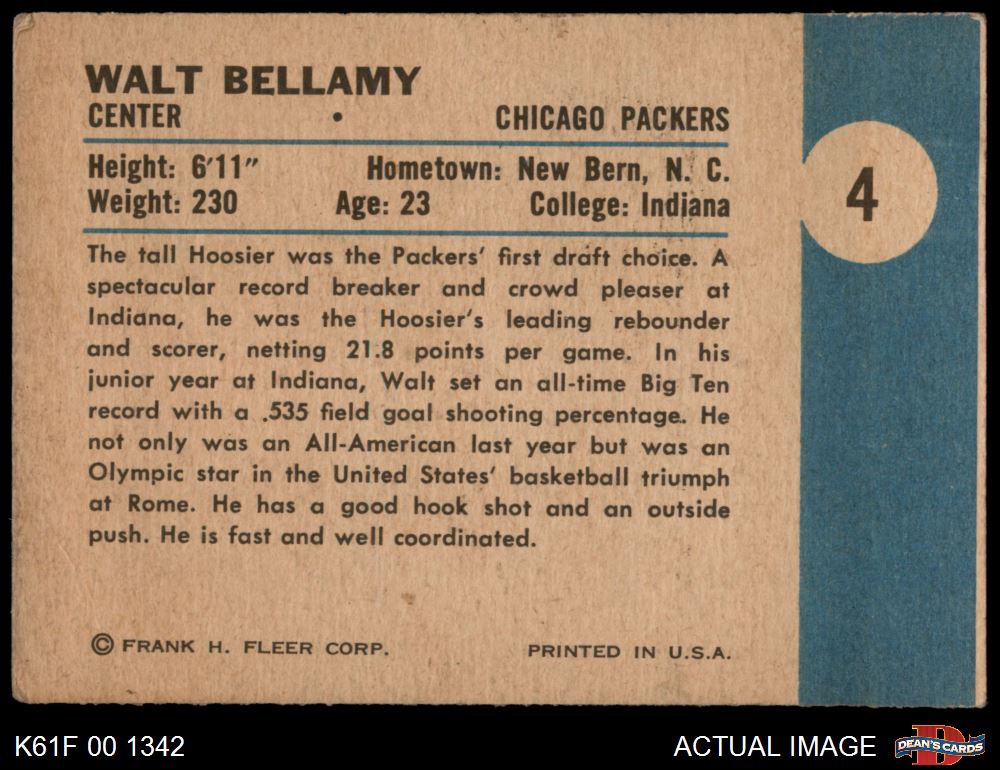 WALT BELLAMY
CENTER • CHICAGO PACKERS
Height: 6'11" Hometown: New Bern, N. C.
Weight: 230 Age: 23 College: Indiana
4
The tall Hoosier was the Packers' first draft choice. A
spectacular record breaker and crowd pleaser at
Indiana, he was the Hoosier's leading rebounder
and scorer, netting 21.8 points per game. In his
junior year at Indiana, Walt set an all-time Big Ten
record with a .535 field goal shooting percentage. He
not only was an All-American last year but was an
Olympic star in the United States' basketball triumph
at Rome. He has a good hook shot and an outside
push. He is fast and well coordinated.
© FRANK H. FLEER CORP. PRINTED IN U.S.A.
K61F 00 1342 ACTUAL IMAGE DEAN'S CARDS